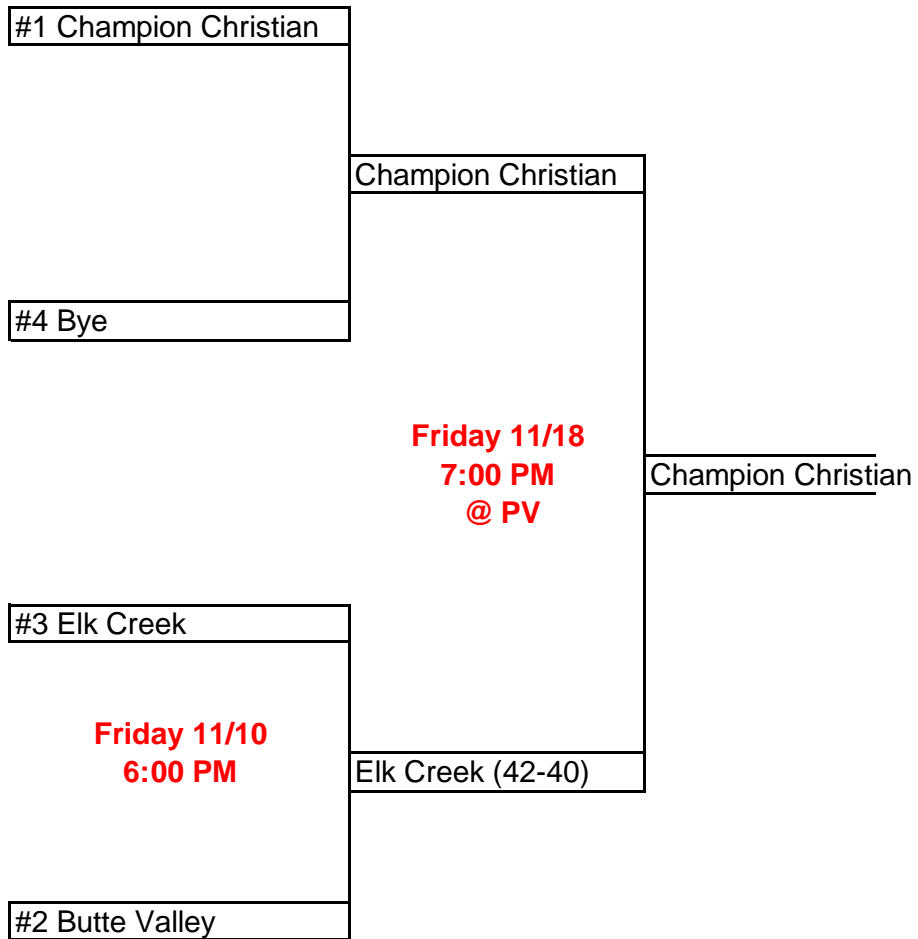 #1 Champion Christian
Champion Christian
#4 Bye
Friday 11/18
7:00 PM
@ PV
Champion Christian
#3 Elk Creek
Friday 11/10
6:00 PM
Elk Creek (42-40)
#2 Butte Valley